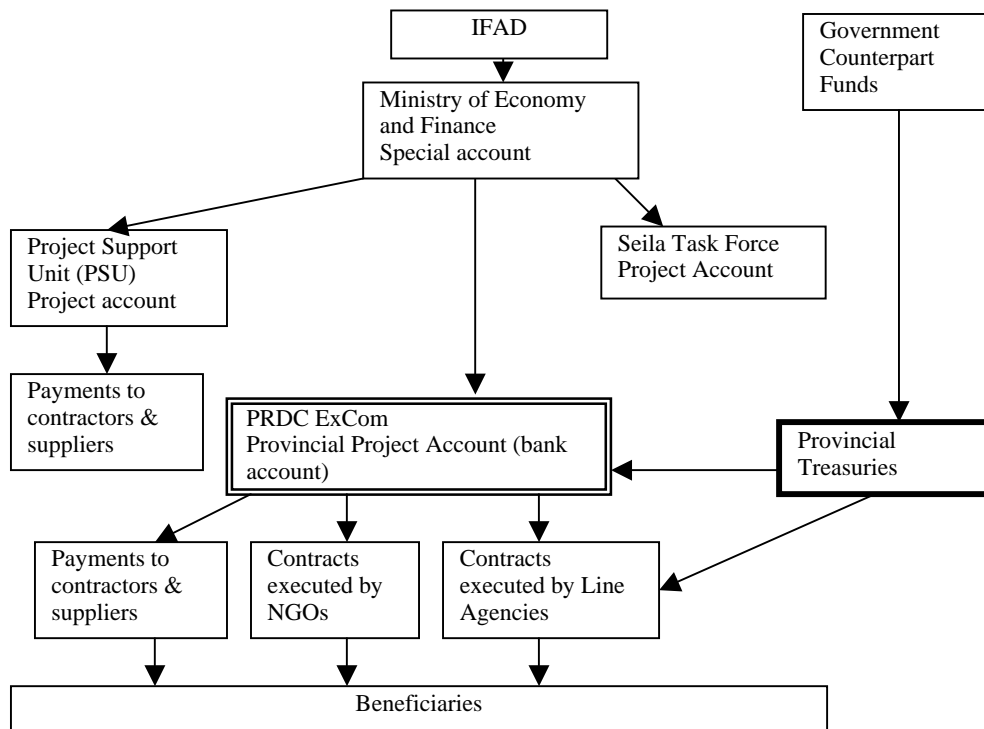 IFAD
Government
Counterpart
Funds
Ministry of Economy
and Finance
Special account
Project Support
Unit (PSU)
Project account
Seila Task Force
Project Account
Payments to
contractors &
suppliers
PRDC ExCom
Provincial Project Account (bank
account)
Provincial
Treasuries
Payments to
contractors &
suppliers
Contracts
executed by
NGOs
Contracts
executed by Line
Agencies
Beneficiaries